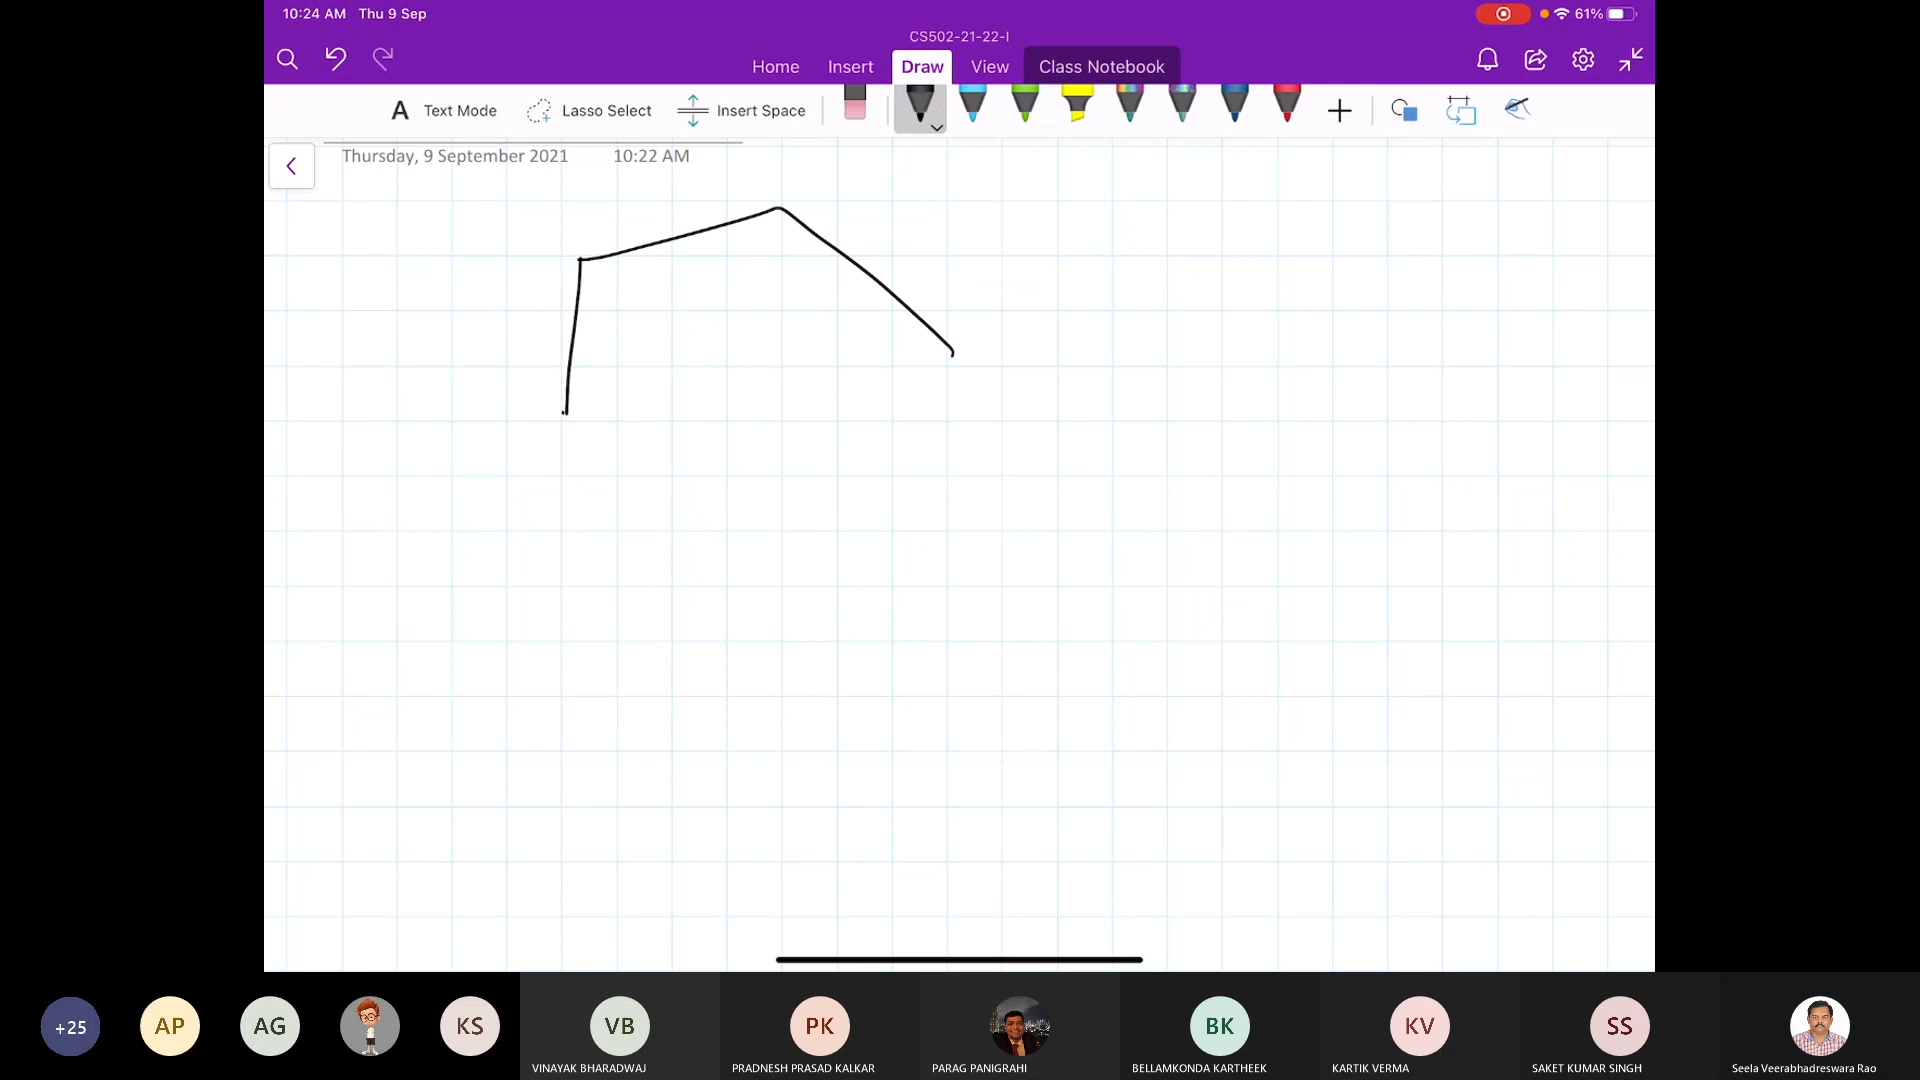 10:24 AM Thu 9 Sep
61%
CS502-21-22-I
Home Insert Draw View Class Notebook
A Text Mode Lasso Select Insert Space
Thursday, 9 September 2021 10:22 AM
+25 AP AG KS VB PK BK KV SS
VINAYAK BHARADWAJ PRADNESH PRASAD KALKAR PARAG PANIGRAHI BELLAMKONDA KARTHEEK KARTIK VERMA SAKET KUMAR SINGH Seela Veerabhadreswara Rao